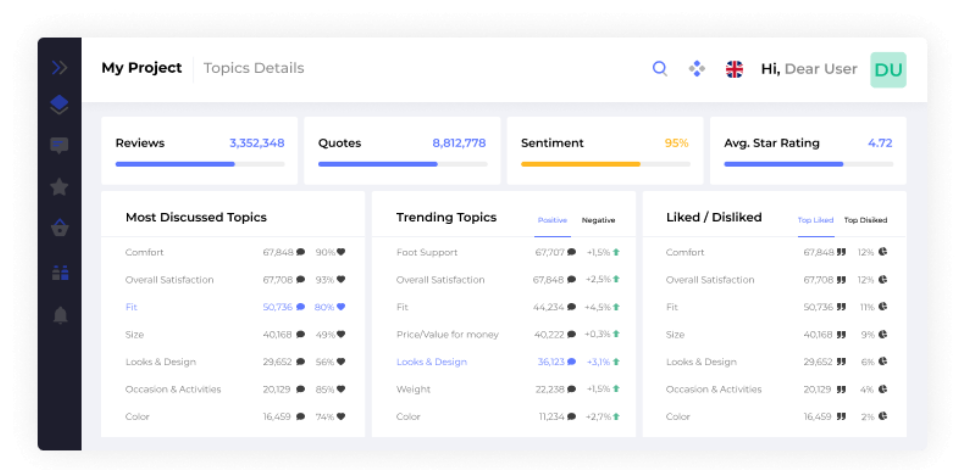 My Project Topics Details Hi, Dear User DU
Reviews 3,352,348 Quotes 8,812,778 Sentiment 95% Avg. Star Rating 4.72
Most Discussed Topics
Comfort 67,848 90%
Overall Satisfaction 67,708 93%
Fit 50,736 80%
Size 40,168 49%
Looks & Design 29,652 56%
Occasion & Activities 20,129 85%
Color 16,459 74%
Trending Topics Positive Negative
Foot Support 67,707 +1,5%
Overall Satisfaction 67,848 +2,5%
Fit 44,234 +4,5%
Price/Value for money 40,222 +0,3%
Looks & Design 36,123 +3,1%
Weight 22,238 +1,5%
Color 11,234 +2,7%
Liked / Disliked Top Liked Top Disiked
Comfort 67,848 12%
Overall Satisfaction 67,708 12%
Fit 50,736 11%
Size 40,168 9%
Looks & Design 29,652 6%
Occasion & Activities 20,129 4%
Color 16,459 2%